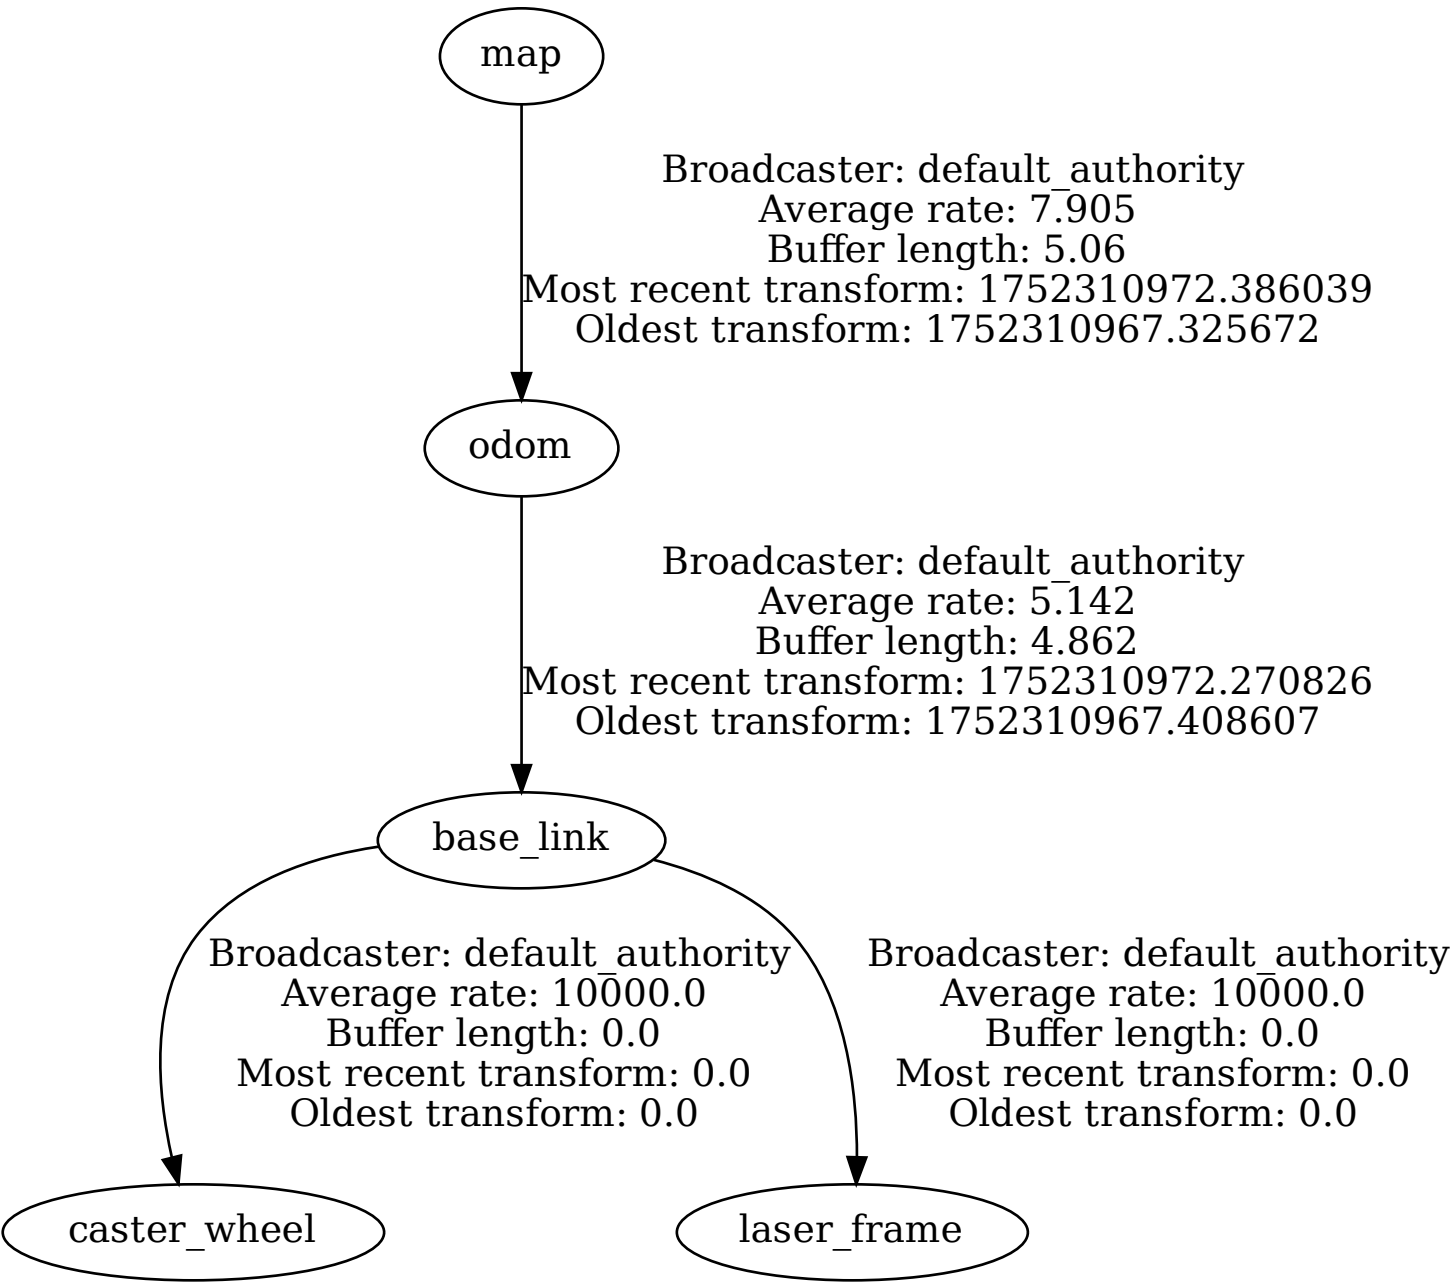 map
Broadcaster: default_authority
Average rate: 7.905
Buffer length: 5.06
Most recent transform: 1752310972.386039
Oldest transform: 1752310967.325672
odom
Broadcaster: default_authority
Average rate: 5.142
Buffer length: 4.862
Most recent transform: 1752310972.270826
Oldest transform: 1752310967.408607
base_link
Broadcaster: default_authority
Average rate: 10000.0
Buffer length: 0.0
Most recent transform: 0.0
Oldest transform: 0.0
Broadcaster: default_authority
Average rate: 10000.0
Buffer length: 0.0
Most recent transform: 0.0
Oldest transform: 0.0
caster_wheel
laser_frame